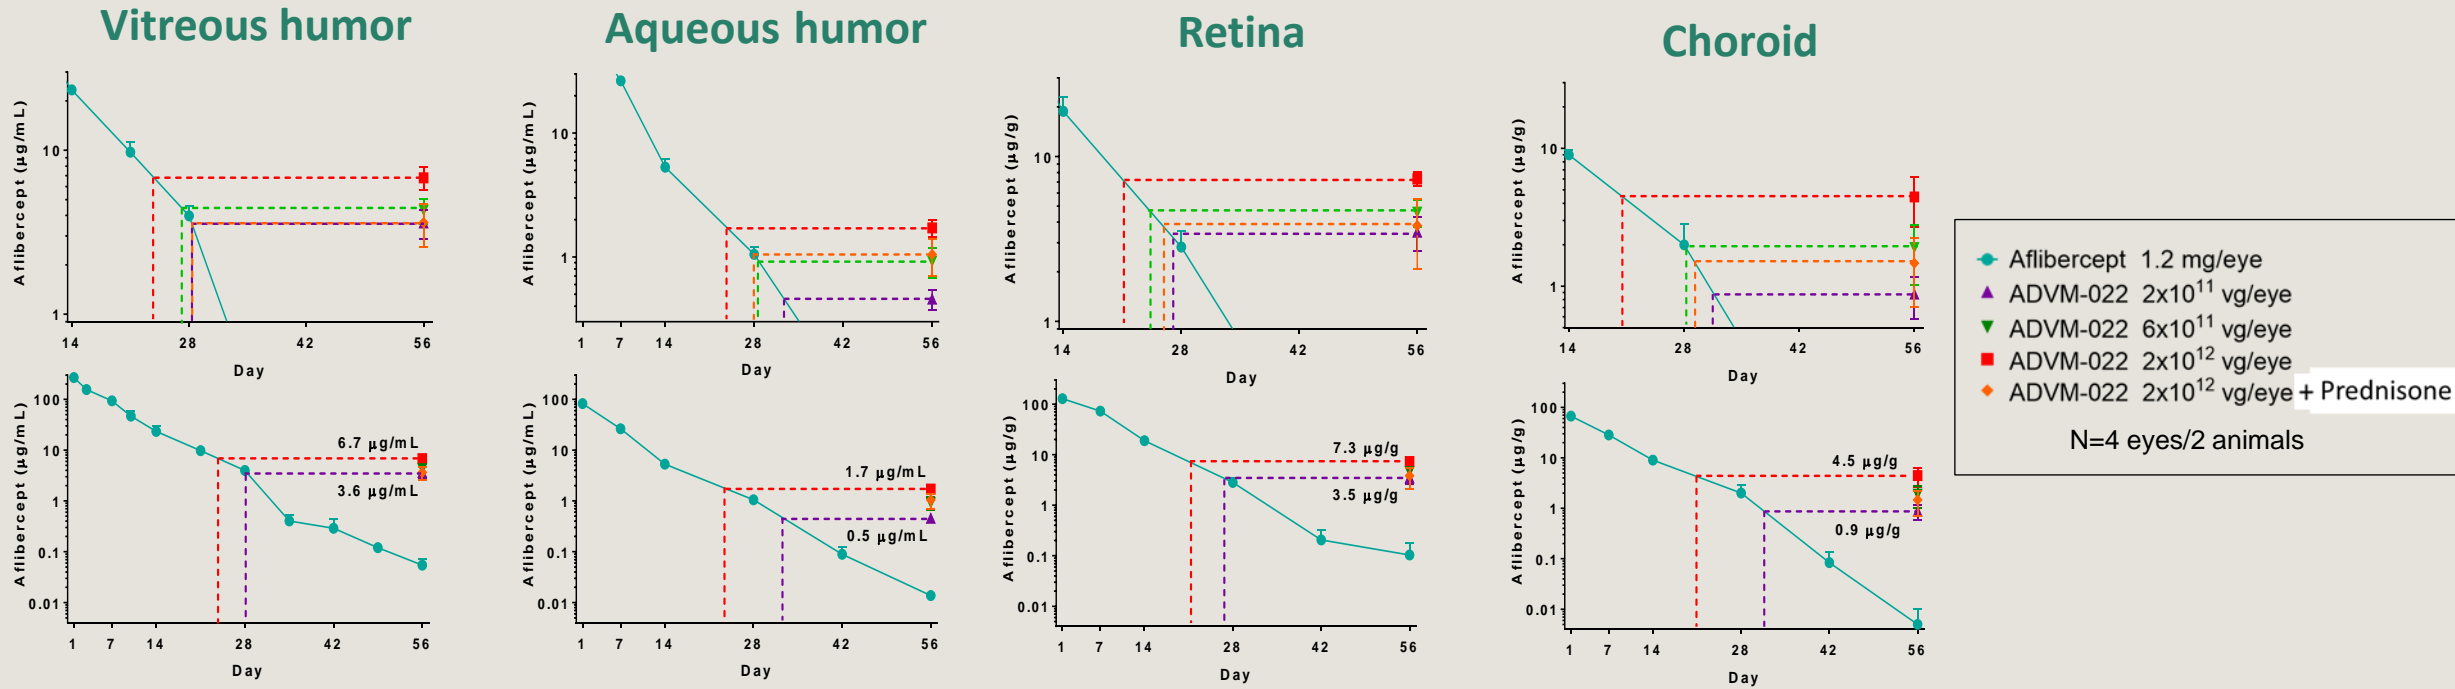 Vitreous humor
Aqueous humor
Retina
Choroid
Aflibercept (µg/mL)
10
1
14 28 42 56
Day
Aflibercept (µg/mL)
10
1
1 7 14 28 42 56
Day
Aflibercept (µg/g)
10
1
14 28 42 56
Day
Aflibercept (µg/g)
10
1
14 28 42 56
Day
Aflibercept 1.2 mg/eye
ADVM-022 2x10¹¹ vg/eye
ADVM-022 6x10¹¹ vg/eye
ADVM-022 2x10¹² vg/eye
ADVM-022 2x10¹² vg/eye + Prednisone
N=4 eyes/2 animals
Aflibercept (µg/mL)
100
10
1
0.1
0.01
6.7 µg/mL
3.6 µg/mL
1 7 14 28 42 56
Day
Aflibercept (µg/mL)
100
10
1
0.1
0.01
1.7 µg/mL
0.5 µg/mL
1 7 14 28 42 56
Day
Aflibercept (µg/g)
100
10
1
0.1
0.01
7.3 µg/g
3.5 µg/g
1 7 14 28 42 56
Day
Aflibercept (µg/g)
100
10
1
0.1
0.01
4.5 µg/g
0.9 µg/g
1 7 14 28 42 56
Day